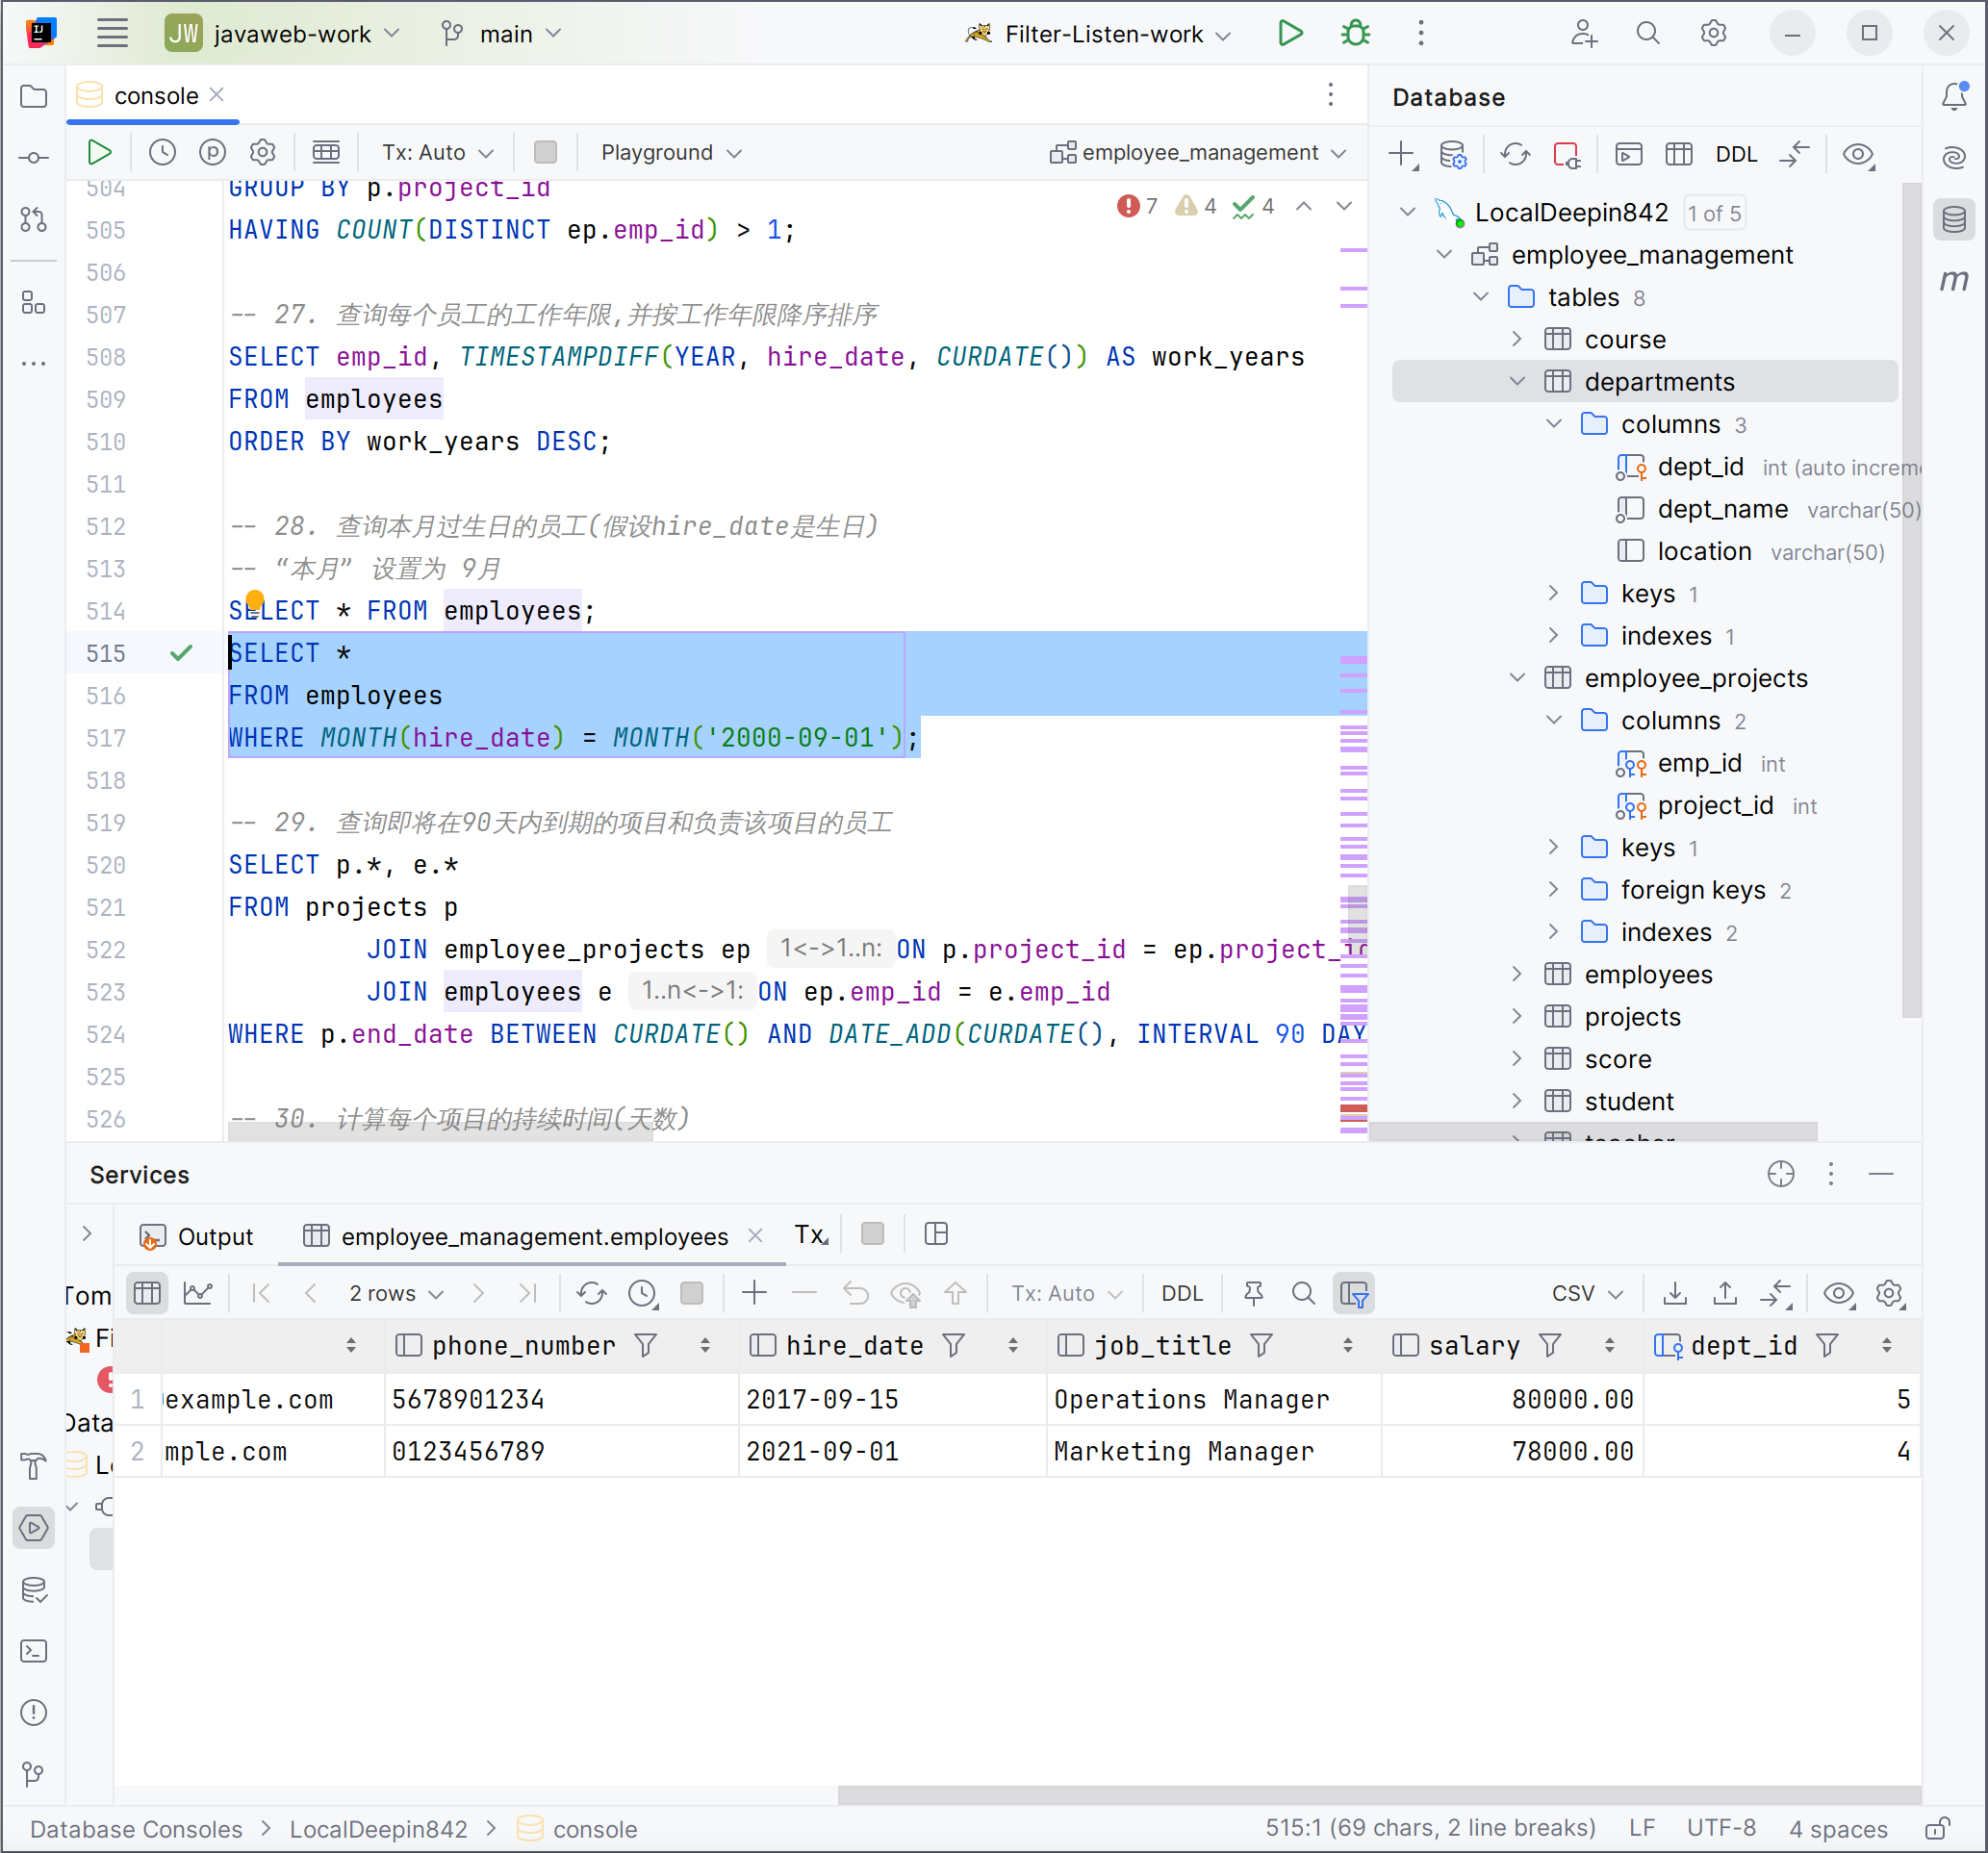 JW javaweb-work main Filter-Listen-work
console
Database
Tx: Auto Playground employee_management
DDL
7 4 4
504 GROUP BY p.project_id
505 HAVING COUNT(DISTINCT ep.emp_id) > 1;
506
507 -- 27. 查询每个员工的工作年限,并按工作年限降序排序
508 SELECT emp_id, TIMESTAMPDIFF(YEAR, hire_date, CURDATE()) AS work_years
509 FROM employees
510 ORDER BY work_years DESC;
511
512 -- 28. 查询本月过生日的员工(假设hire_date是生日)
513 -- “本月” 设置为 9月
514 SELECT * FROM employees;
515 SELECT *
516 FROM employees
517 WHERE MONTH(hire_date) = MONTH('2000-09-01');
518
519 -- 29. 查询即将在90天内到期的项目和负责该项目的员工
520 SELECT p.*, e.*
521 FROM projects p
522 JOIN employee_projects ep 1<->1..n: ON p.project_id = ep.project_id
523 JOIN employees e 1..n<->1: ON ep.emp_id = e.emp_id
524 WHERE p.end_date BETWEEN CURDATE() AND DATE_ADD(CURDATE(), INTERVAL 90 DAY
525
526 -- 30. 计算每个项目的持续时间(天数)
LocalDeepin842 1 of 5
employee_management
tables 8
course
departments
columns 3
dept_id int (auto increme
dept_name varchar(50)
location varchar(50)
keys 1
indexes 1
employee_projects
columns 2
emp_id int
project_id int
keys 1
foreign keys 2
indexes 2
employees
projects
score
student
teacher
m
Services
Output employee_management.employees Tx
2 rows Tx: Auto DDL CSV
Tom
Fi
Data
Lo
phone_number hire_date job_title salary dept_id
1 example.com 5678901234 2017-09-15 Operations Manager 80000.00 5
2 mple.com 0123456789 2021-09-01 Marketing Manager 78000.00 4
Database Consoles > LocalDeepin842 > console
515:1 (69 chars, 2 line breaks) LF UTF-8 4 spaces